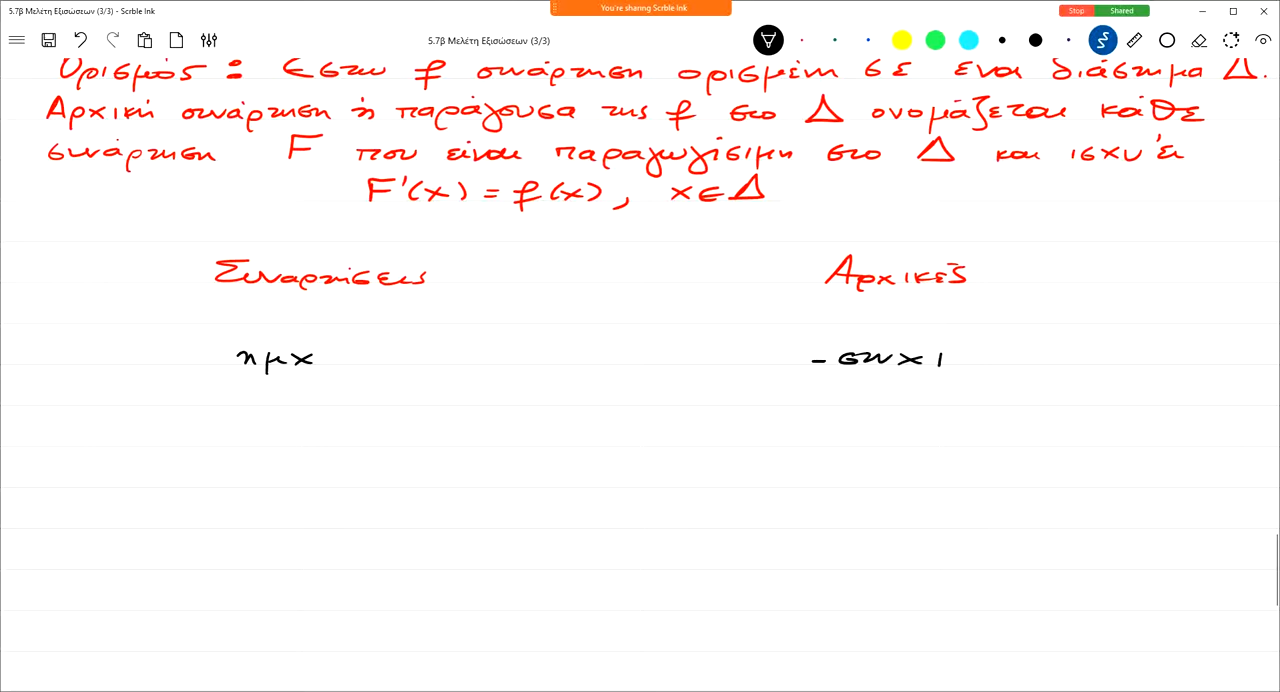 5.7β Μελέτη Εξισώσεων (3/3) - Scrble Ink
You're sharing Scrble Ink
Stop Shared
5.7β Μελέτη Εξισώσεων (3/3)
Ορισμός : Εστω f συνάρτηση ορισμένη σε ένα διάστημα Δ.
Αρχική συνάρτηση ή παράγουσα της f στο Δ ονομάζεται κάθε
συνάρτηση F που είναι παραγωγίσιμη στο Δ και ισχύει
F'(x) = f(x), x∈Δ
Συναρτήσεις Αρχικές
ημx -συνx